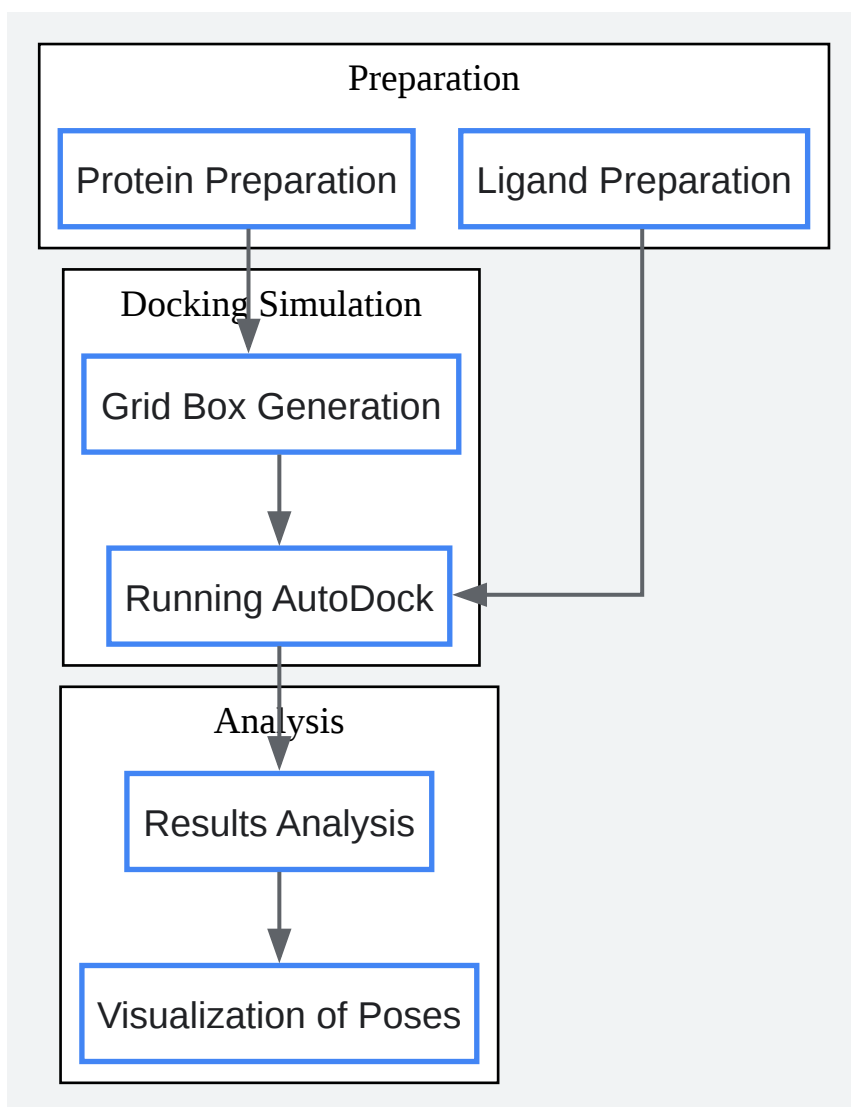 Preparation
Protein Preparation
Ligand Preparation
Docking Simulation
Grid Box Generation
Running AutoDock
Analysis
Results Analysis
Visualization of Poses